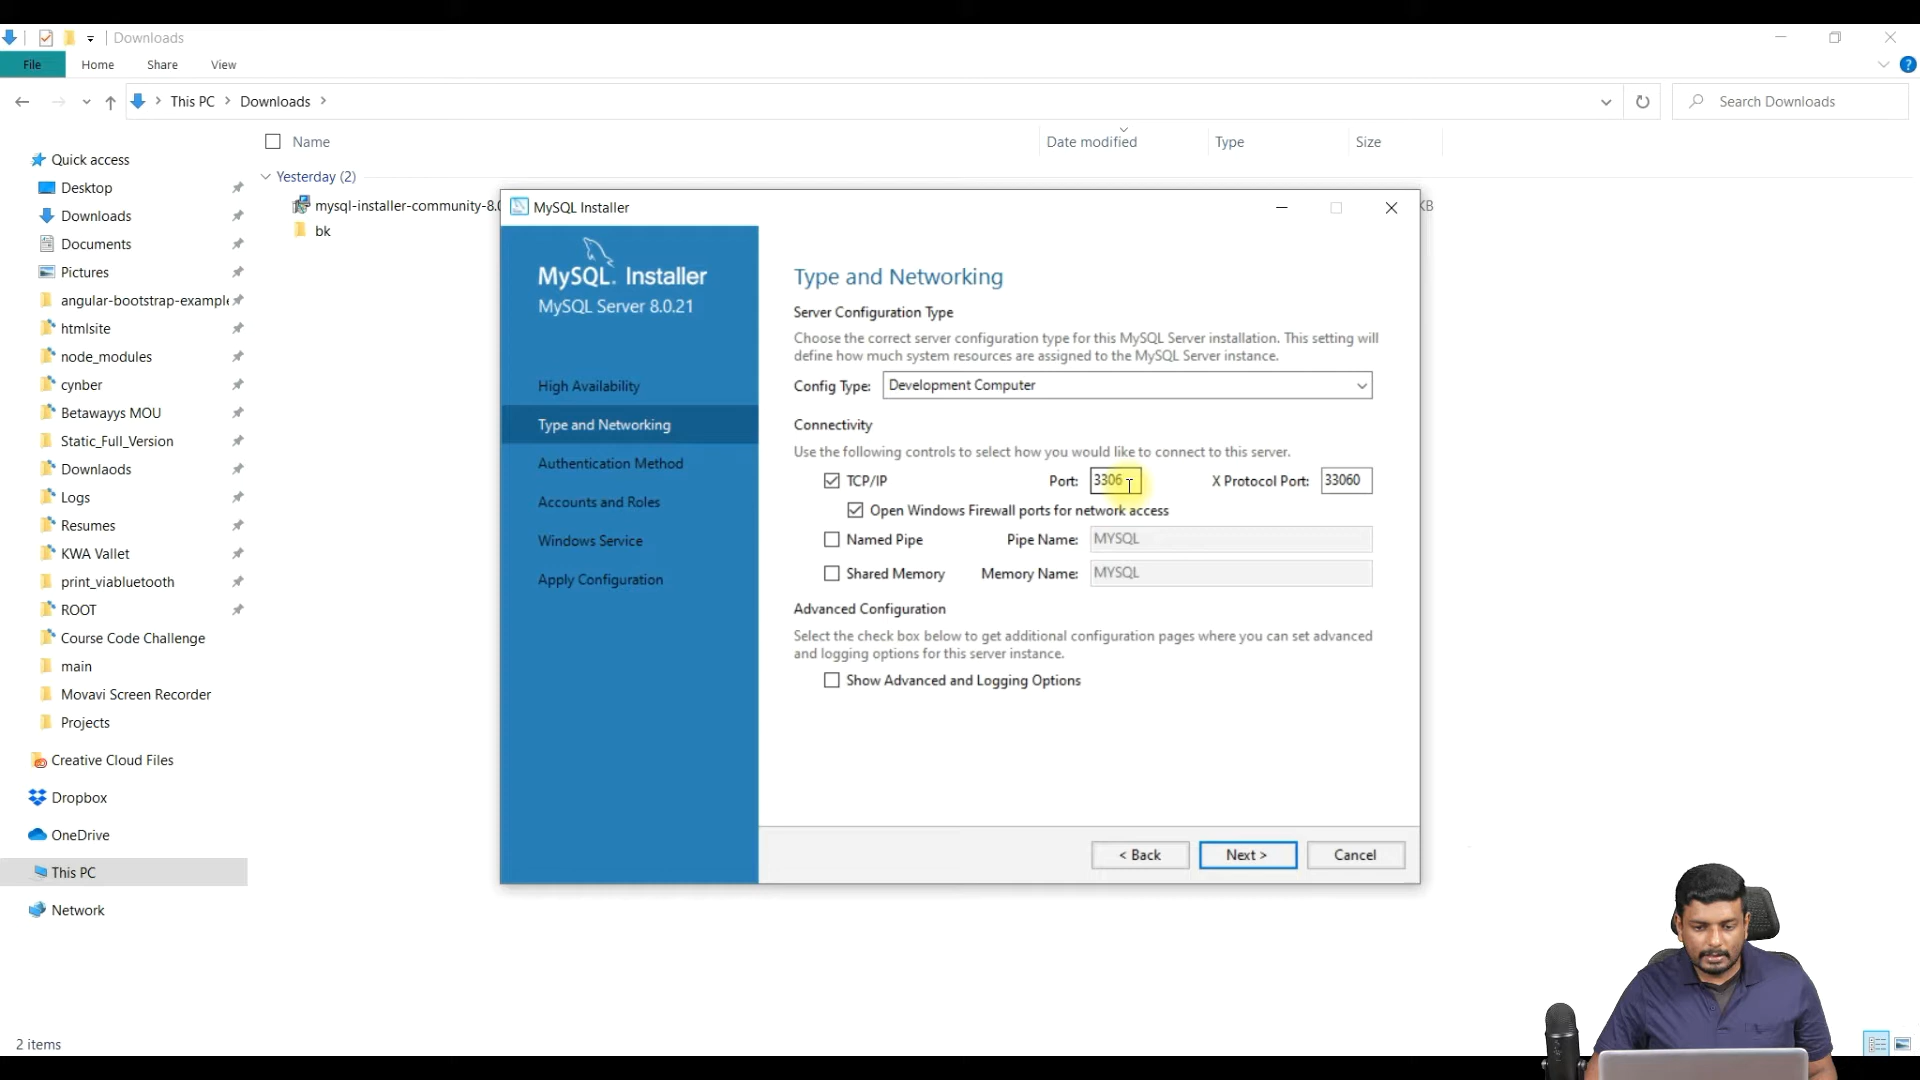 Downloads
File
Home
Share
View
This PC
Downloads
Search Downloads
Name
Date modified
Type
Size
Quick access
Desktop
Downloads
Documents
Pictures
angular-bootstrap-example
htmlsite
node_modules
cynber
Betawayys MOU
Static_Full_Version
Downlaods
Logs
Resumes
KWA Vallet
print_viabluetooth
ROOT
Course Code Challenge
main
Movavi Screen Recorder
Projects
Creative Cloud Files
Dropbox
OneDrive
This PC
Network
2 items
Yesterday (2)
mysql-installer-community-8.0
KB
bk
MySQL Installer
MySQL. Installer
MySQL Server 8.0.21
High Availability
Type and Networking
Authentication Method
Accounts and Roles
Windows Service
Apply Configuration
Type and Networking
Server Configuration Type
Choose the correct server configuration type for this MySQL Server installation. This setting will
define how much system resources are assigned to the MySQL Server instance.
Config Type: Development Computer
Connectivity
Use the following controls to select how you would like to connect to this server.
TCP/IP Port: 3306 X Protocol Port: 33060
Open Windows Firewall ports for network access
Named Pipe Pipe Name: MYSQL
Shared Memory Memory Name: MYSQL
Advanced Configuration
Select the check box below to get additional configuration pages where you can set advanced
and logging options for this server instance.
Show Advanced and Logging Options
< Back Next > Cancel